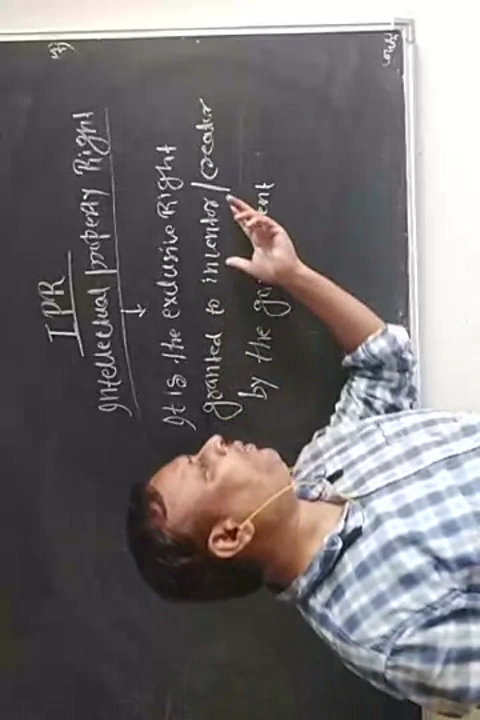 IPR
Intellectual property Right
It is the exclusive Right
granted to inventor / creator
by the